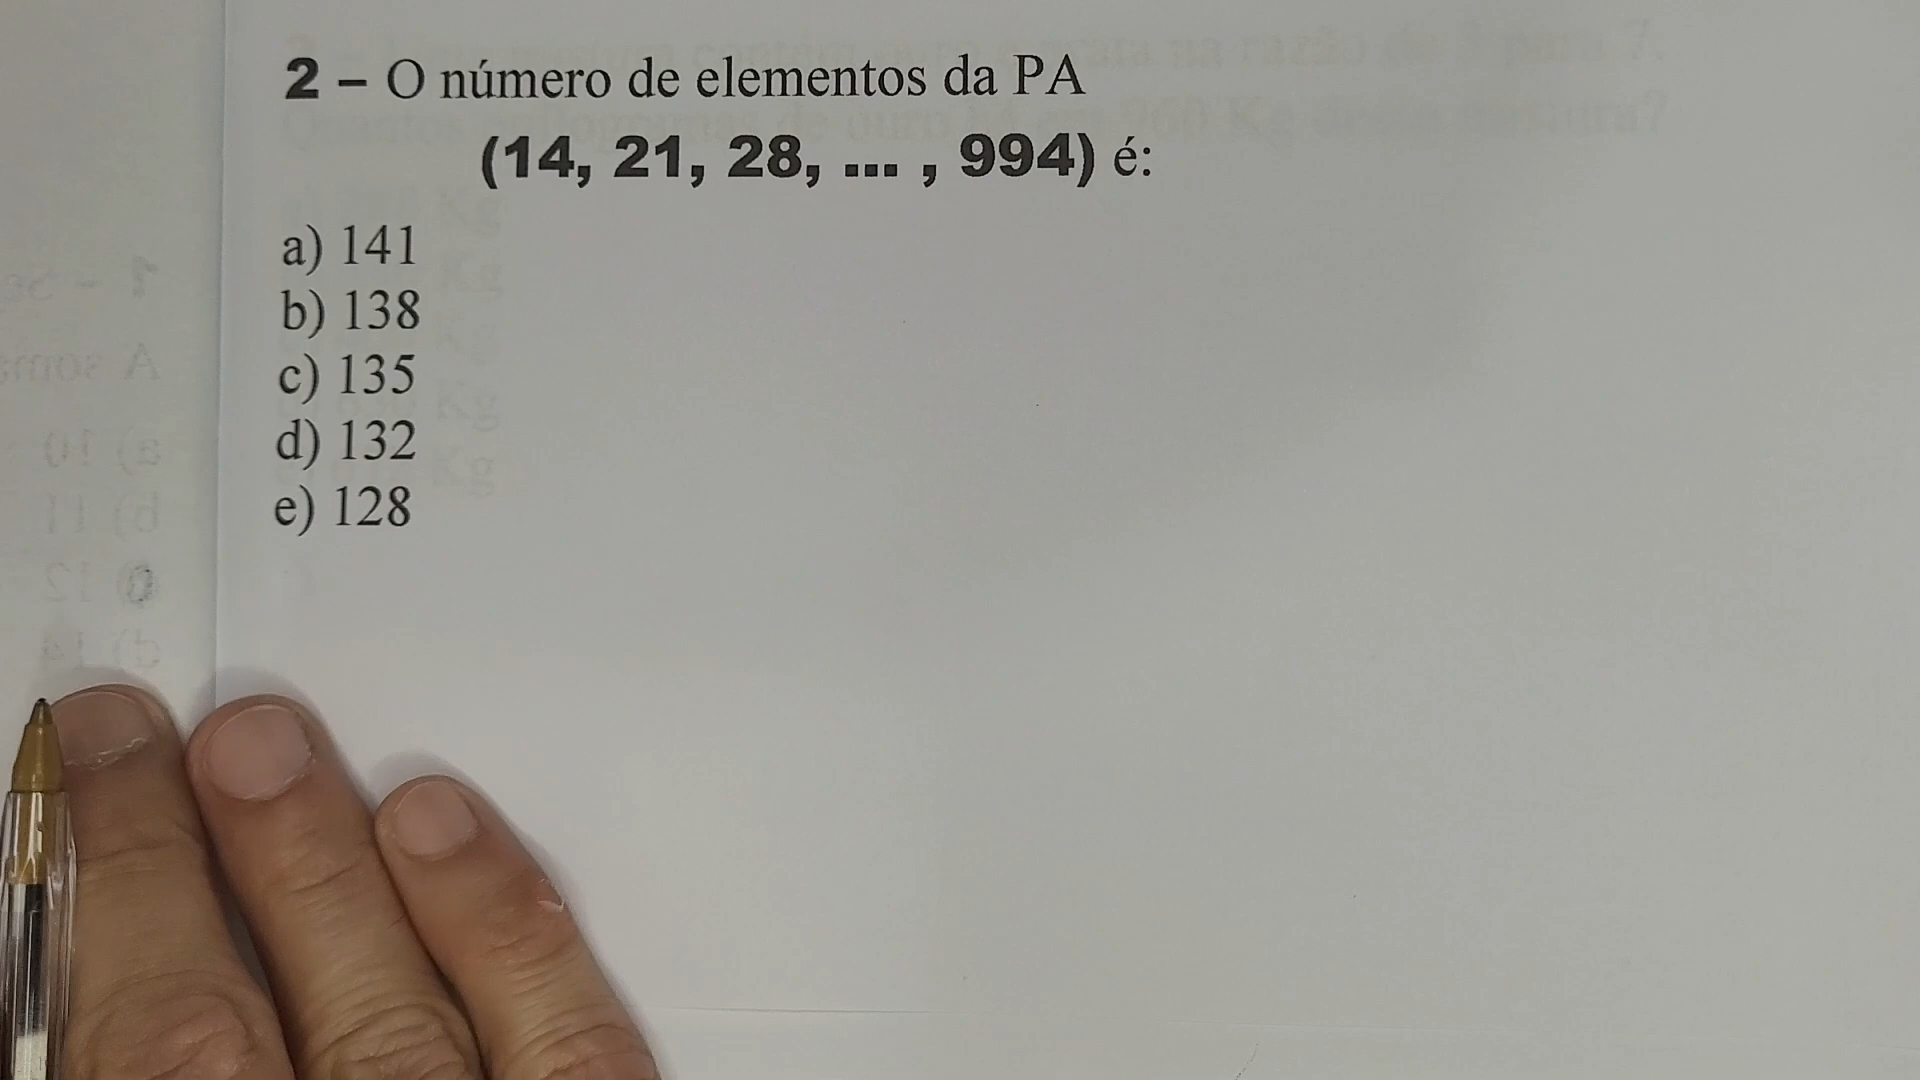 2 – O número de elementos da PA
(14, 21, 28, ... , 994) é:
a) 141
b) 138
c) 135
d) 132
e) 128